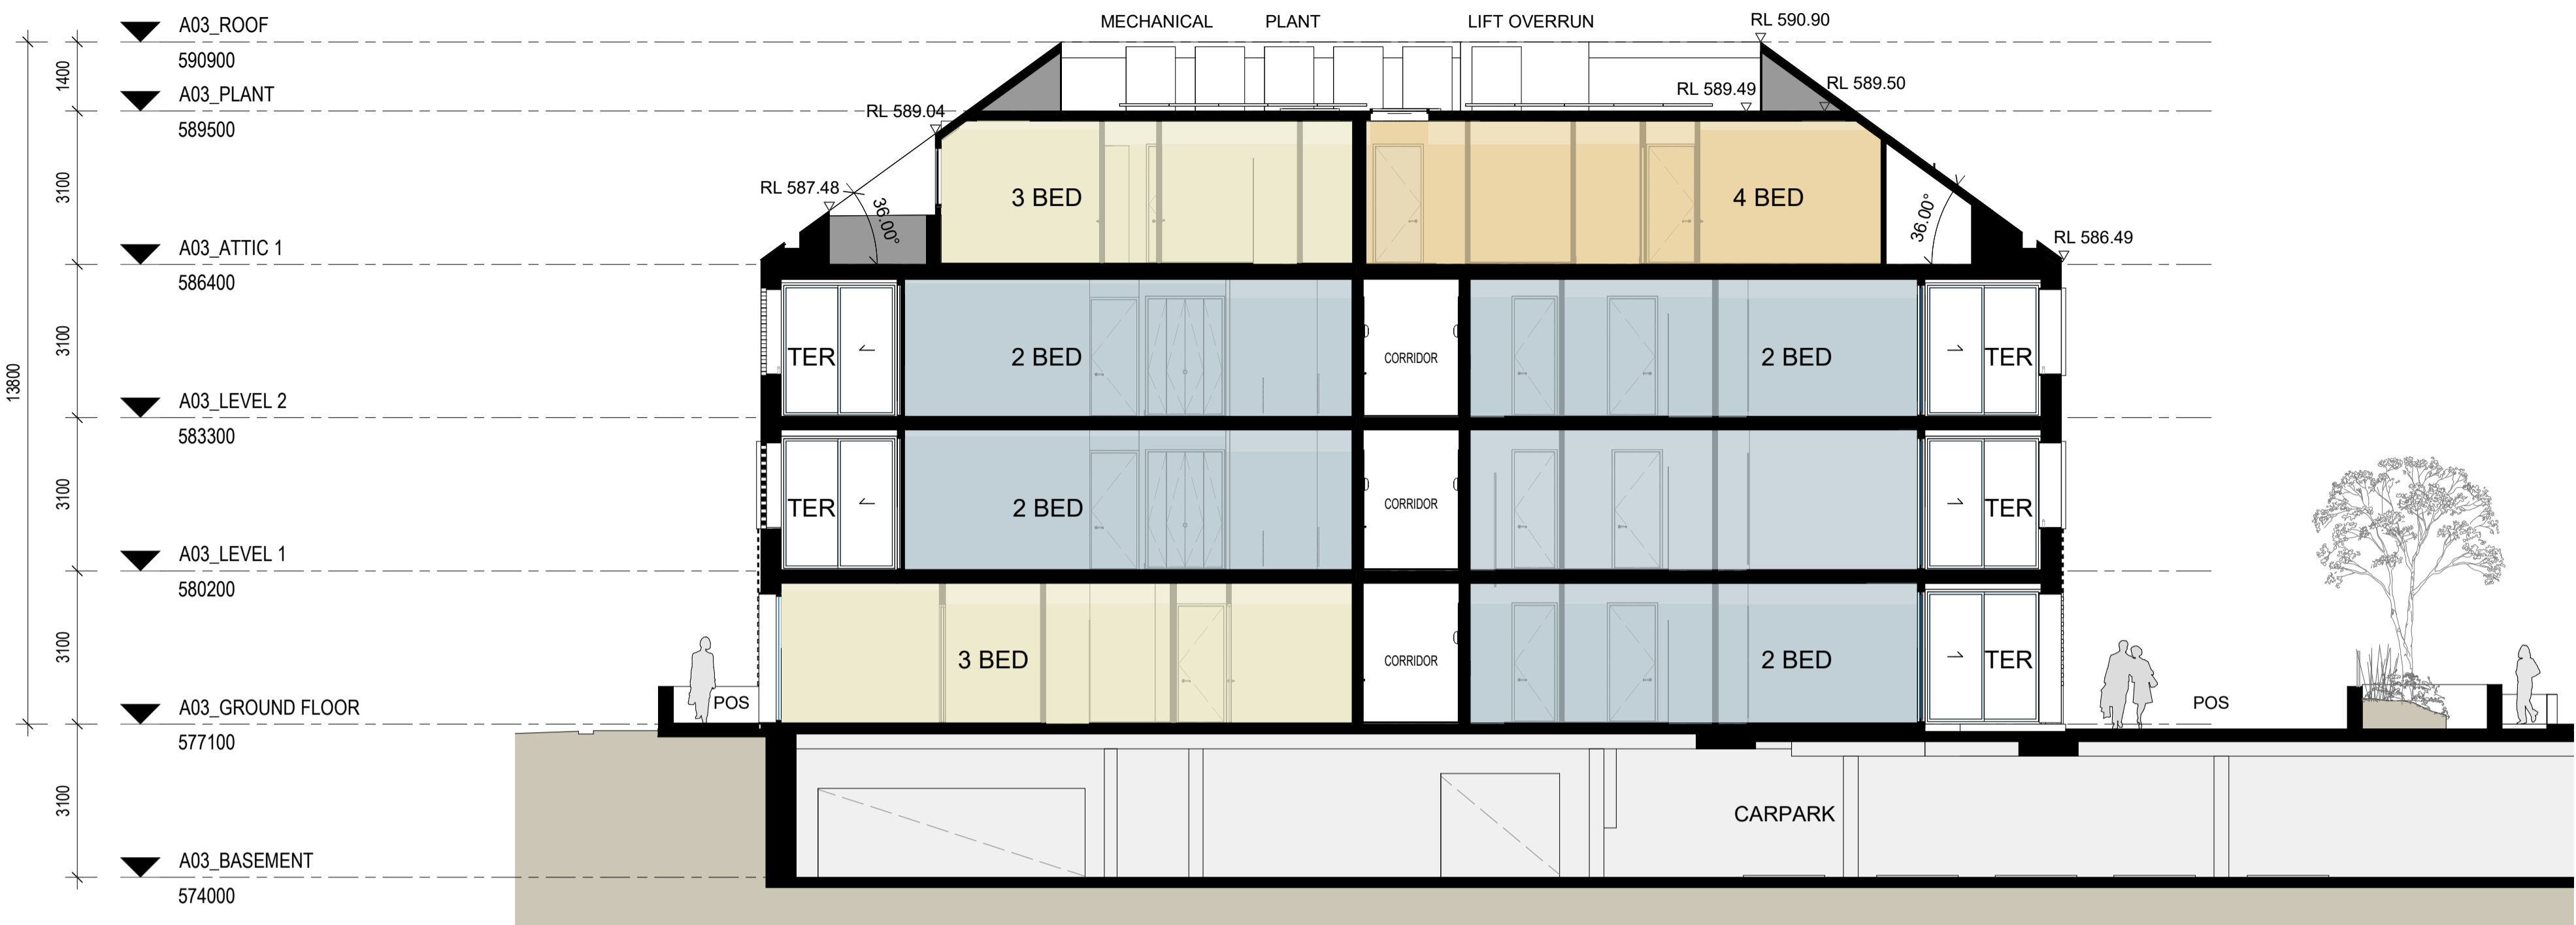 MECHANICAL PLANT LIFT OVERRUN RL 590.90
A03_ROOF
590900
1400
A03_PLANT
RL 589.49 RL 589.50
RL 589.04
589500
3100
3 BED 4 BED
RL 587.48
36.00° 36.00°
RL 586.49
A03_ATTIC 1
586400
3100
13800
TER 2 BED CORRIDOR 2 BED TER
A03_LEVEL 2
583300
3100
TER 2 BED CORRIDOR TER
A03_LEVEL 1
580200
3100
3 BED CORRIDOR 2 BED TER
POS POS
A03_GROUND FLOOR
577100
3100
CARPARK
A03_BASEMENT
574000